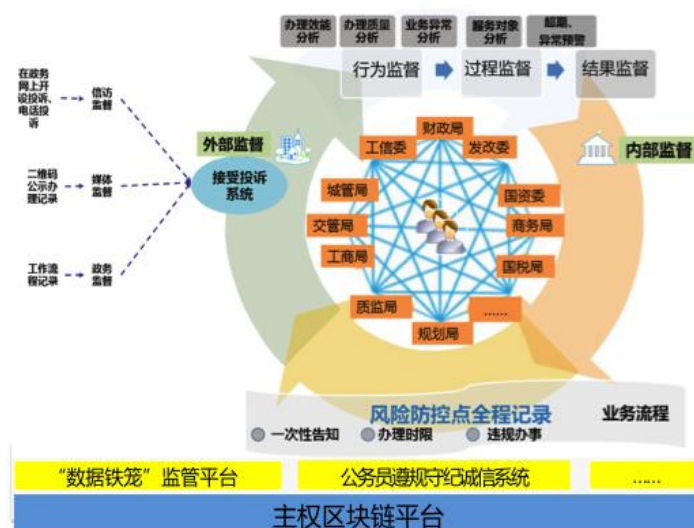 办理效能
分析
办理质量
分析
业务异常
分析
服务对象
分析
超期、
异常预警
行为监督
过程监督
结果监督
在政务
网上开
设投诉、
电话投
诉
信访
监督
二维码
公示办
理记录
媒体
监督
工作流
程记录
政务
监督
外部监督
接受投诉
系统
内部监督
财政局
工信委
发改委
城管局
国资委
交管局
商务局
工商局
国税局
质监局
……
规划局
风险防控点全程记录
业务流程
一次性告知
办理时限
违规办事
“数据铁笼”监管平台
公务员遵规守纪诚信系统
……
主权区块链平台